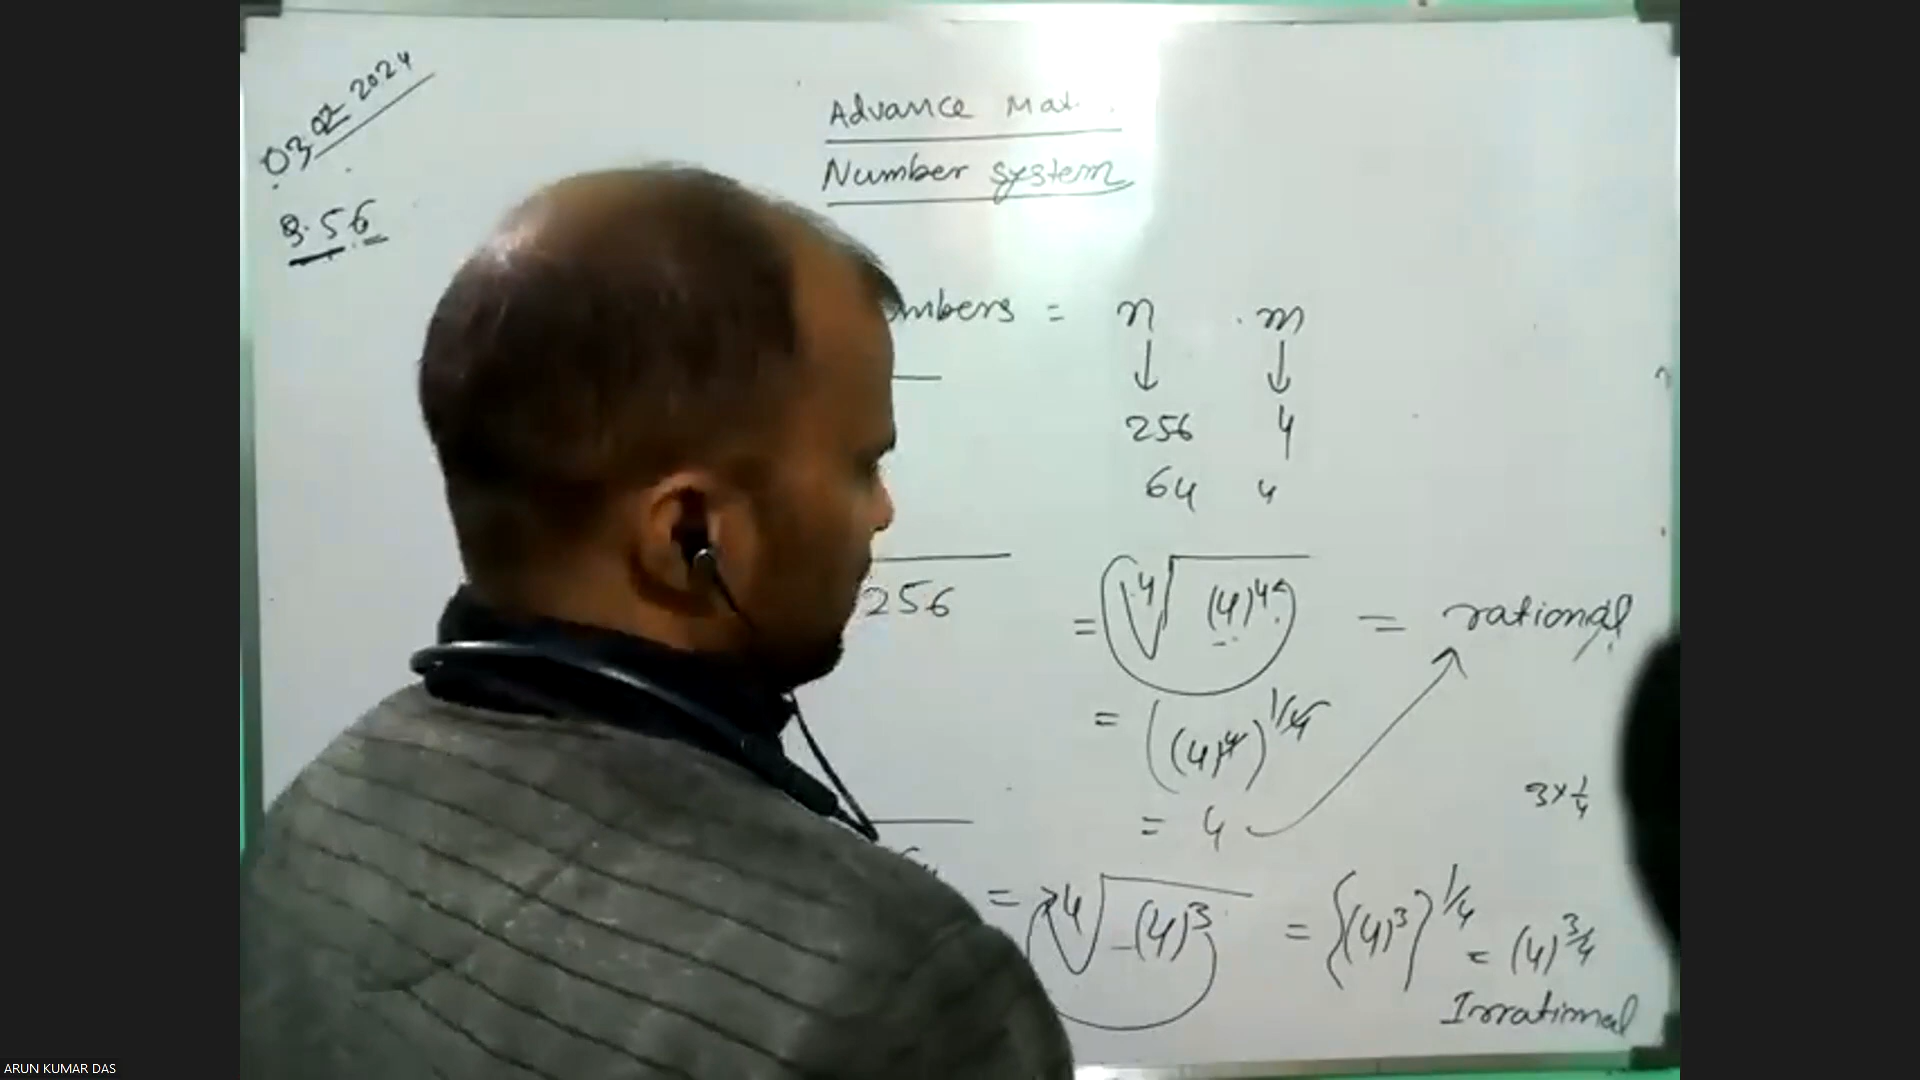 03.02 2024
Advance Mat.
Number system
8.56
mbers = n m
↓ ↓
256 4
64 4
256 = ∜(4)⁴ = rational
= ((4)⁴)^1/4
3×1/4
= 4
= ∜(4)³ = {(4)³}^1/4 = (4)^3/4
Irrational
ARUN KUMAR DAS